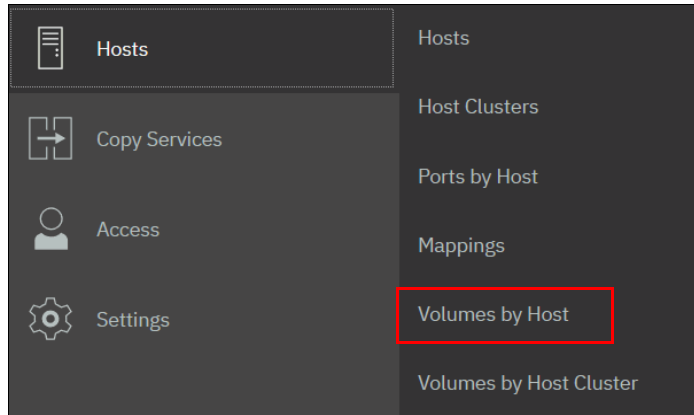 Hosts
Copy Services
Access
Settings
Hosts
Host Clusters
Ports by Host
Mappings
Volumes by Host
Volumes by Host Cluster